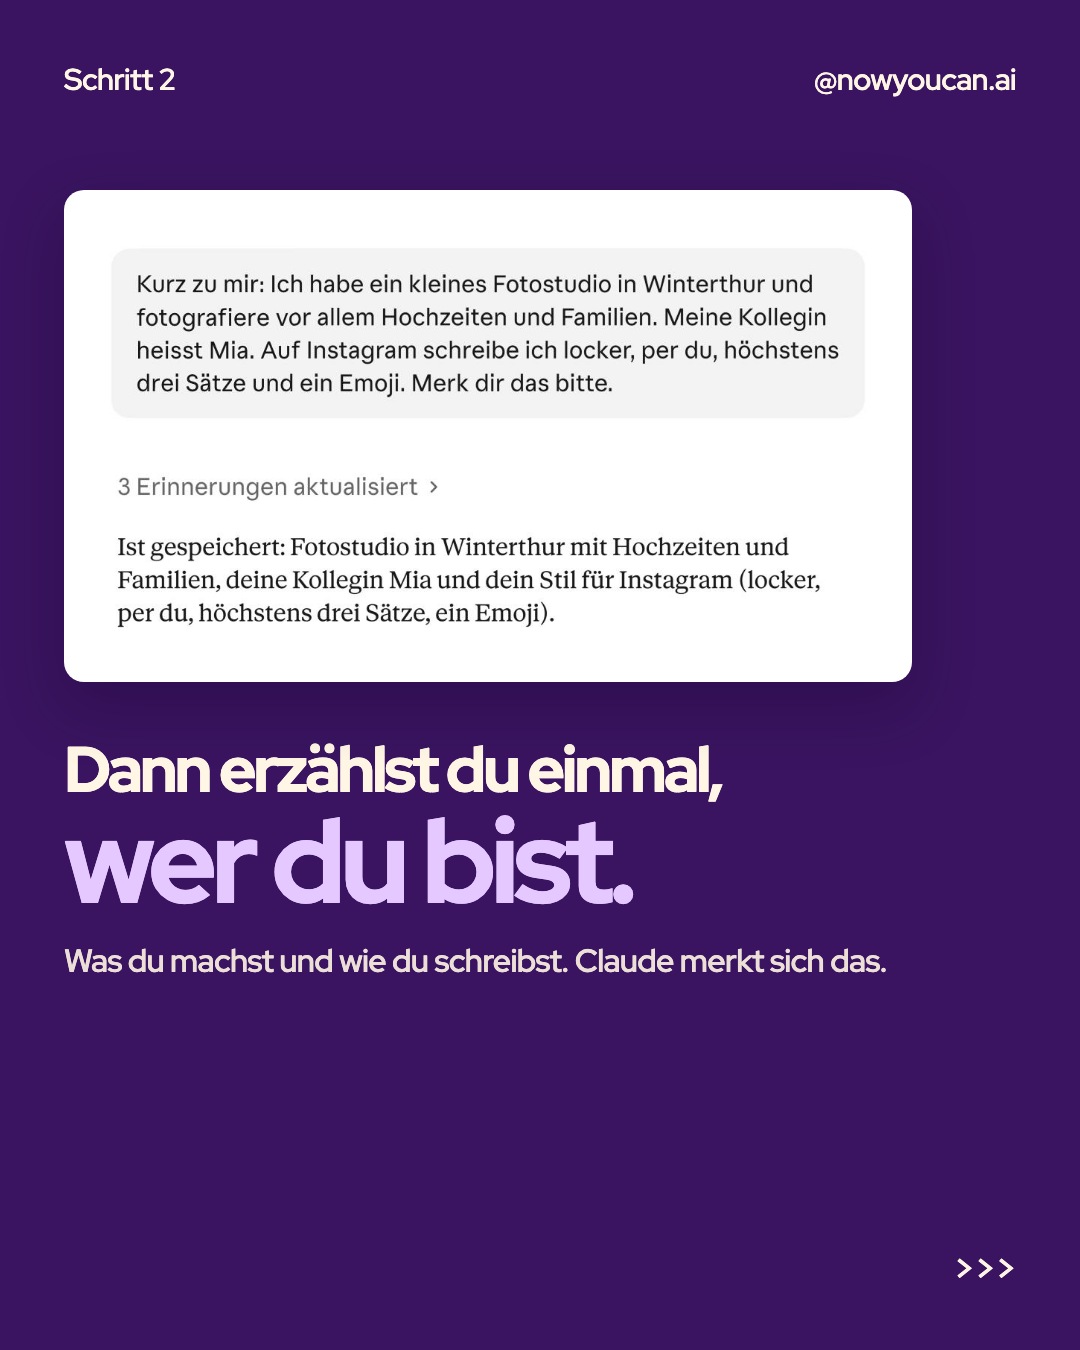 Schritt 2
@nowyoucan.ai
Kurz zu mir: Ich habe ein kleines Fotostudio in Winterthur und
fotografiere vor allem Hochzeiten und Familien. Meine Kollegin
heisst Mia. Auf Instagram schreibe ich locker, per du, höchstens
drei Sätze und ein Emoji. Merk dir das bitte.
3 Erinnerungen aktualisiert >
Ist gespeichert: Fotostudio in Winterthur mit Hochzeiten und
Familien, deine Kollegin Mia und dein Stil für Instagram (locker,
per du, höchstens drei Sätze, ein Emoji).
Dann erzählst du einmal,
wer du bist.
Was du machst und wie du schreibst. Claude merkt sich das.
>>>